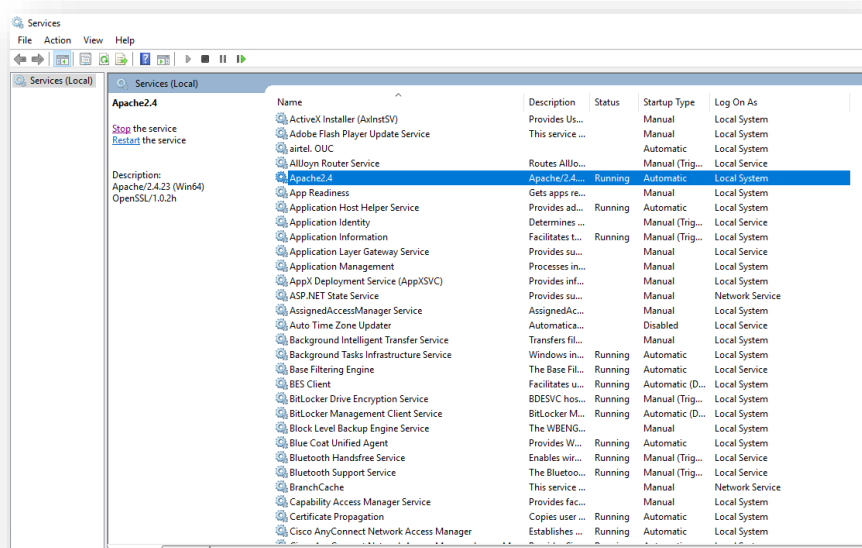 Services
File Action View Help
Services (Local)
Services (Local)
Apache2.4
Stop the service
Restart the service
Description:
Apache/2.4.23 (Win64)
OpenSSL/1.0.2h
Name Description Status Startup Type Log On As
ActiveX Installer (AxInstSV) Provides Us... Manual Local System
Adobe Flash Player Update Service This service ... Manual Local System
airtel. OUC Automatic Local System
AllJoyn Router Service Routes AllJo... Manual (Trig... Local Service
Apache2.4 Apache/2.4.... Running Automatic Local System
App Readiness Gets apps re... Manual Local System
Application Host Helper Service Provides ad... Running Automatic Local System
Application Identity Determines ... Manual (Trig... Local Service
Application Information Facilitates t... Running Manual (Trig... Local System
Application Layer Gateway Service Provides su... Manual Local Service
Application Management Processes in... Manual Local System
AppX Deployment Service (AppXSVC) Provides inf... Manual Local System
ASP.NET State Service Provides su... Manual Network Service
AssignedAccessManager Service AssignedAc... Manual Local System
Auto Time Zone Updater Automatica... Disabled Local Service
Background Intelligent Transfer Service Transfers fil... Manual Local System
Background Tasks Infrastructure Service Windows in... Running Automatic Local System
Base Filtering Engine The Base Fil... Running Automatic Local Service
BES Client Facilitates u... Running Automatic (D... Local System
BitLocker Drive Encryption Service BDESVC hos... Running Manual (Trig... Local System
BitLocker Management Client Service BitLocker M... Running Automatic (D... Local System
Block Level Backup Engine Service The WBENG... Manual Local System
Blue Coat Unified Agent Provides W... Running Automatic Local System
Bluetooth Handsfree Service Enables wir... Running Manual (Trig... Local Service
Bluetooth Support Service The Bluetoo... Running Manual (Trig... Local Service
BranchCache This service ... Manual Network Service
Capability Access Manager Service Provides fac... Manual Local System
Certificate Propagation Copies user ... Running Automatic Local System
Cisco AnyConnect Network Access Manager Establishes ... Running Automatic Local System